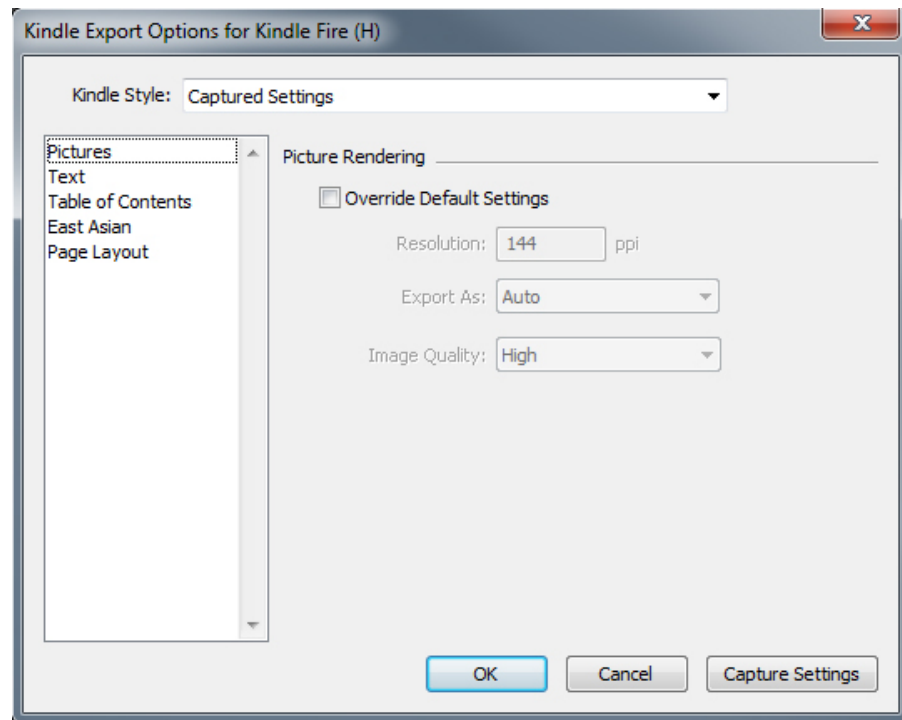 Kindle Export Options for Kindle Fire (H)
Kindle Style: Captured Settings
Pictures
Text
Table of Contents
East Asian
Page Layout
Picture Rendering
Override Default Settings
Resolution: 144 ppi
Export As: Auto
Image Quality: High
OK Cancel Capture Settings